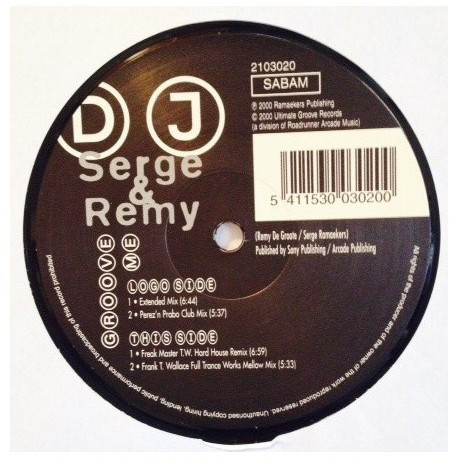 DJ
Serge
&
Remy
GROOVE
ME
LOGO SIDE
1 • Extended Mix (6:44)
2 • Perez'n Prabo Club Mix (5:37)
THIS SIDE
1 • Freak Master T.W. Hard House Remix (6:59)
2 • Frank T. Wallace Full Trance Works Mellow Mix (5:33)
2103020
SABAM
℗ 2000 Ramaekers Publishing
© 2000 Ultimate Groove Records
(a division of Roadrunner Arcade Music)
5 411530 030200
(Remy De Groote / Serge Ramaekers)
Published by Sony Publishing / Arcade Publishing
All rights of the producer and of the owner of the work reproduced reserved. Unauthorised copying hiring, lending, public performance and broadcasting of this record prohibited